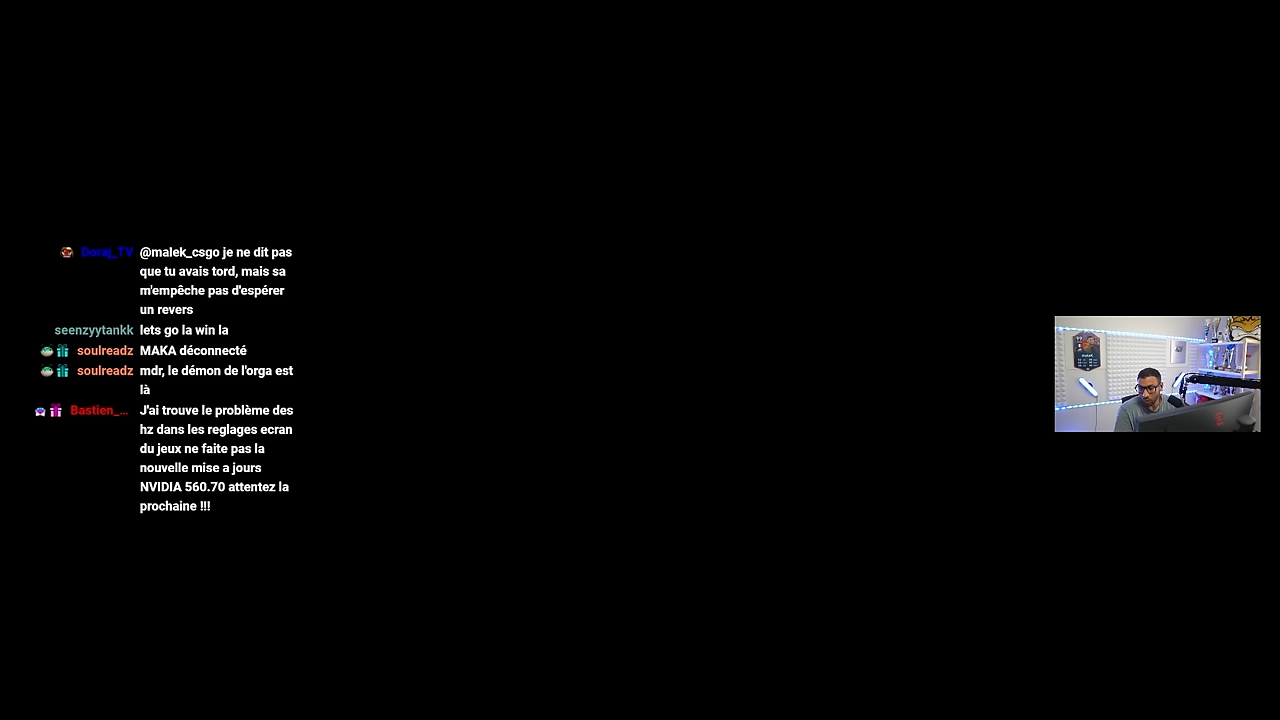 Doraj_TV @malek_csgo je ne dit pas
que tu avais tord, mais sa
m'empêche pas d'espérer
un revers
seenzyytankk lets go la win la
soulreadz MAKA déconnecté
soulreadz mdr, le démon de l'orga est
là
Bastien_... J'ai trouve le problème des
hz dans les reglages ecran
du jeux ne faite pas la
nouvelle mise a jours
NVIDIA 560.70 attentez la
prochaine !!!